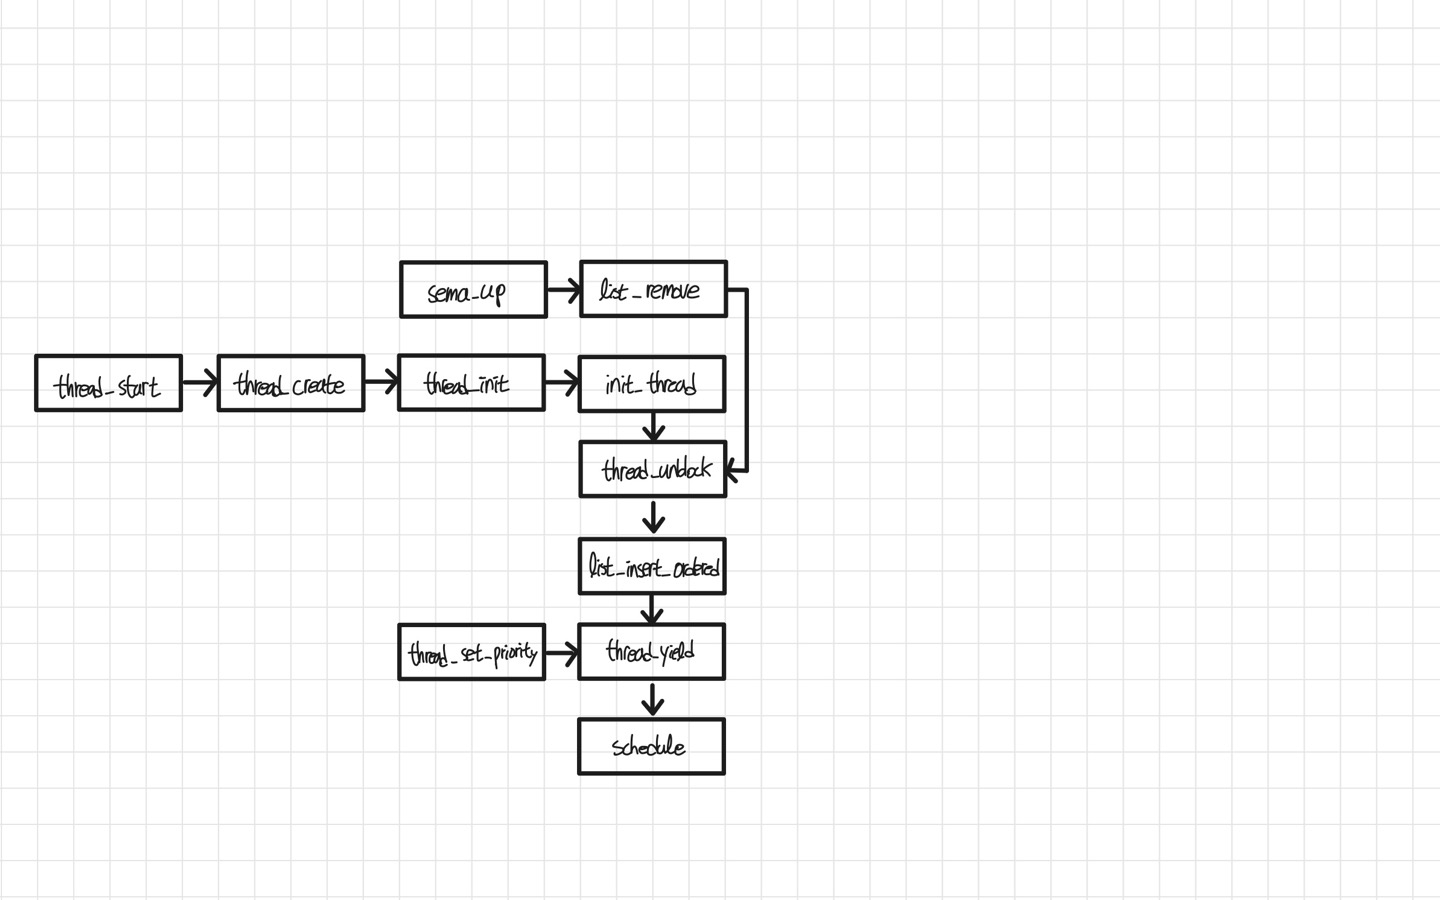 sema_up
list_remove
thread_start
thread_create
thread_init
init_thread
thread_unblock
list_insert_ordered
thread_set_priority
thread_yield
schedule